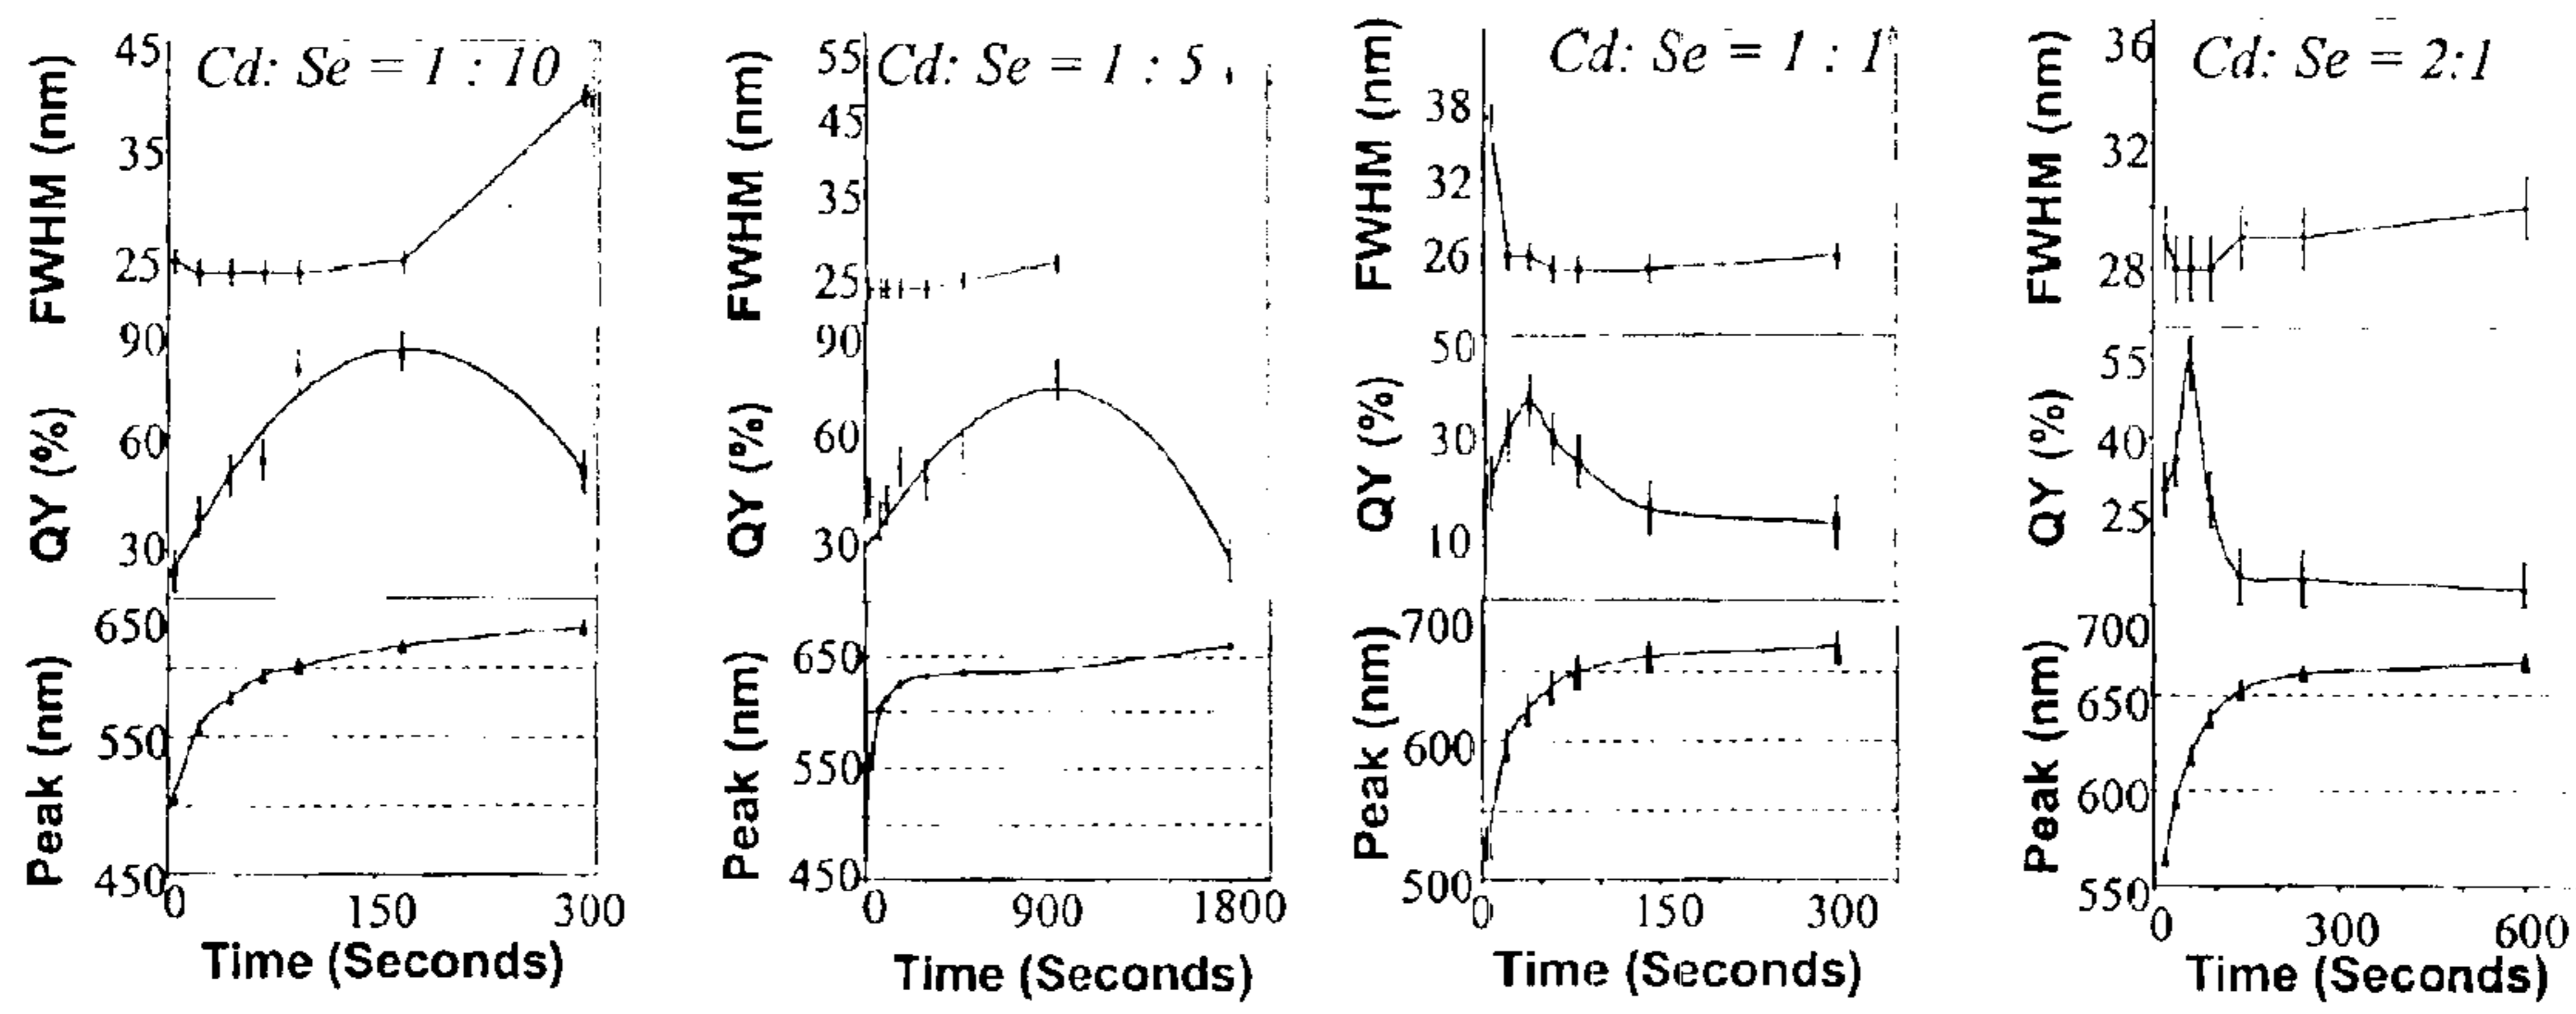 Cd: Se = 1 : 10
FWHM (nm)
45
35
25
QY (%)
90
60
30
Peak (nm)
650
550
450
0 150 300
Time (Seconds)
Cd: Se = 1 : 5
FWHM (nm)
55
45
35
25
QY (%)
90
60
30
Peak (nm)
650
550
450
0 900 1800
Time (Seconds)
Cd: Se = 1 : 1
FWHM (nm)
38
32
26
QY (%)
50
30
10
Peak (nm)
700
600
500
0 150 300
Time (Seconds)
Cd: Se = 2:1
FWHM (nm)
36
32
28
QY (%)
55
40
25
Peak (nm)
700
650
600
550
0 300 600
Time (Seconds)